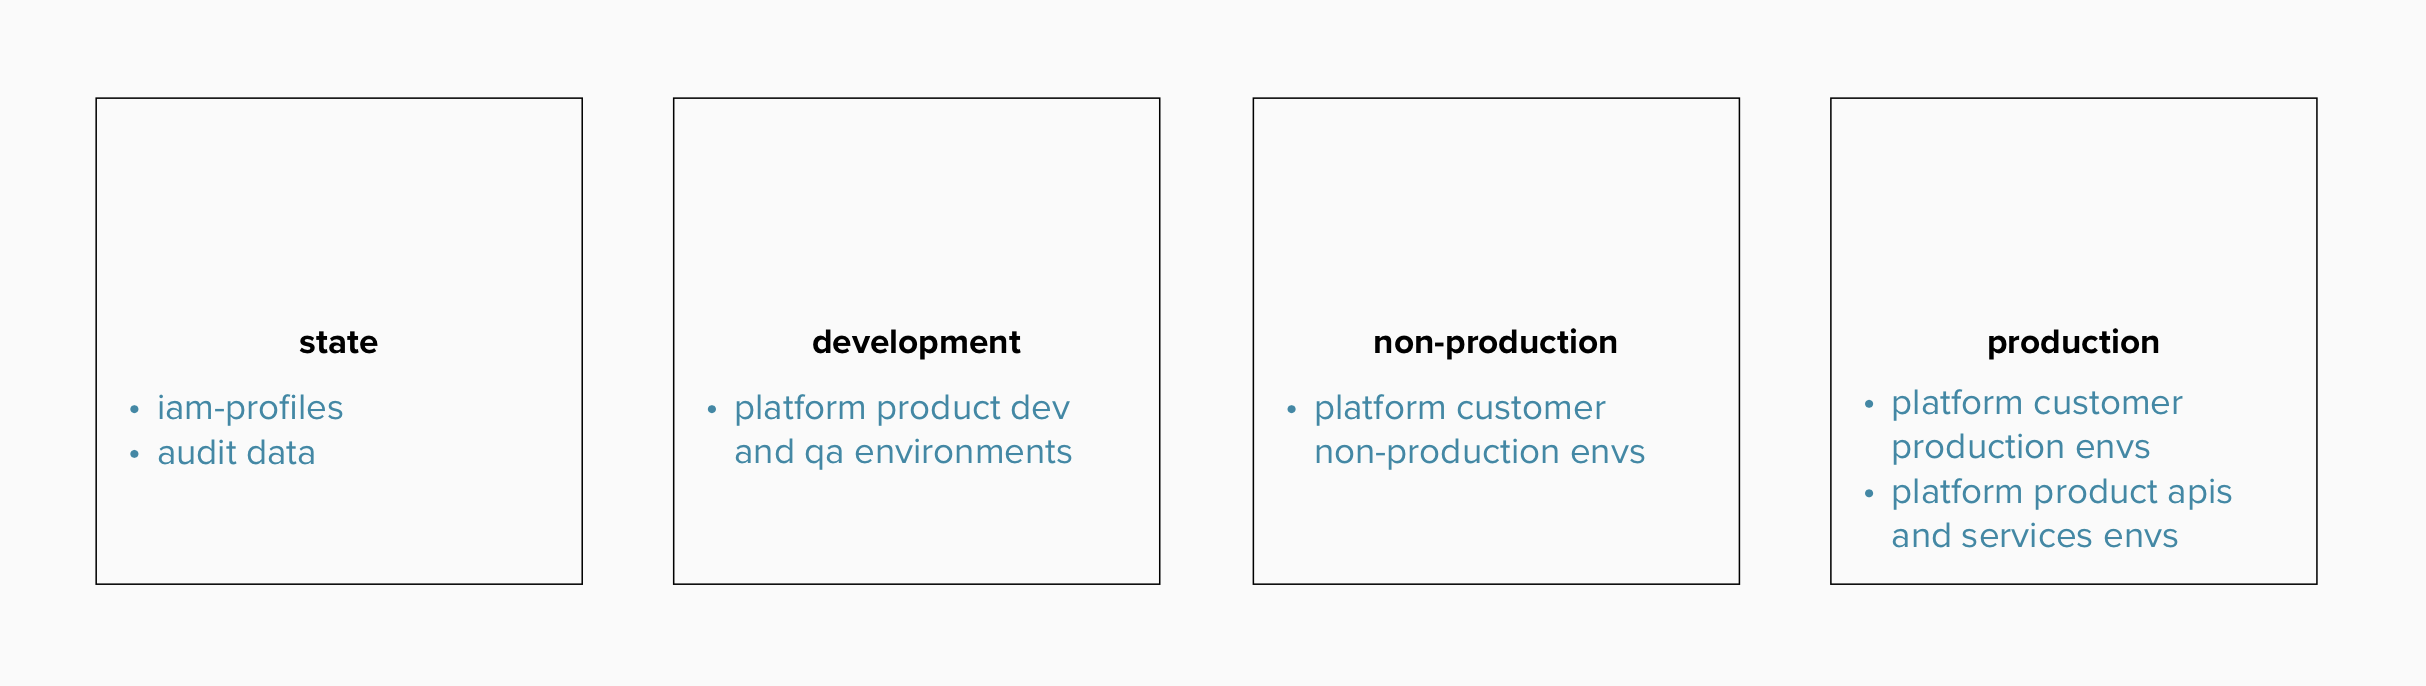 state
• iam-profiles
• audit data
development
• platform product dev
and qa environments
non-production
• platform customer
non-production envs
production
• platform customer
production envs
• platform product apis
and services envs